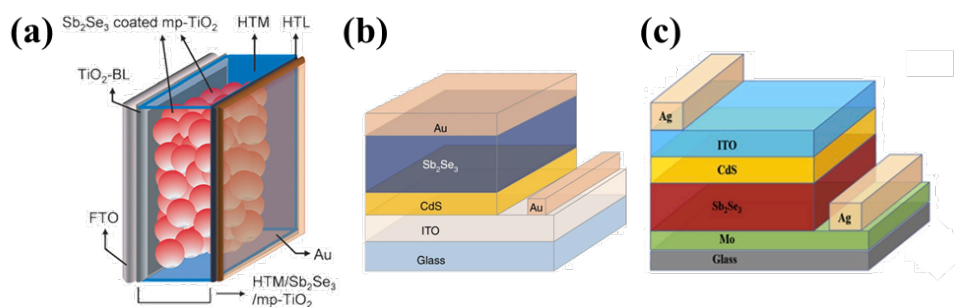 (a)
Sb₂Se₃ coated mp-TiO₂
HTM
HTL
TiO₂-BL
FTO
Au
HTM/Sb₂Se₃
/mp-TiO₂
(b)
Au
Sb₂Se₃
CdS
Au
ITO
Glass
(c)
Ag
ITO
CdS
Sb₂Se₃
Ag
Mo
Glass